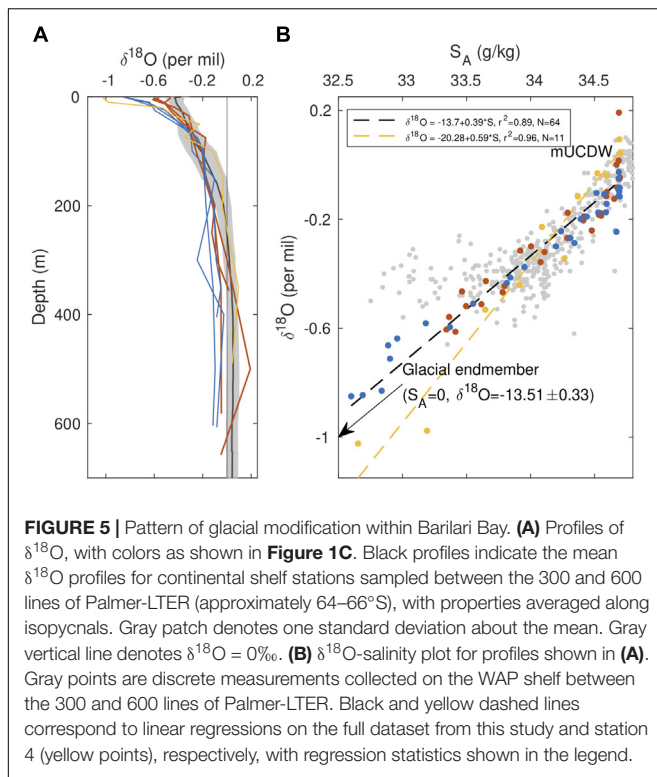 A
δ18O (per mil)
-1 -0.6 -0.2 0.2
0
200
400
600
Depth (m)
B
S_A (g/kg)
32.5 33 33.5 34 34.5
0.2
-0.2
-0.6
-1
δ18O (per mil)
δ18O = -13.7+0.39*S, r2=0.89, N=64
δ18O = -20.28+0.59*S, r2=0.96, N=11
mUCDW
Glacial endmember
(S_A=0, δ18O=-13.51±0.33)
FIGURE 5 | Pattern of glacial modification within Barilari Bay. (A) Profiles of
δ18O, with colors as shown in Figure 1C. Black profiles indicate the mean
δ18O profiles for continental shelf stations sampled between the 300 and 600
lines of Palmer-LTER (approximately 64–66°S), with properties averaged along
isopycnals. Gray patch denotes one standard deviation about the mean. Gray
vertical line denotes δ18O = 0‰. (B) δ18O-salinity plot for profiles shown in (A).
Gray points are discrete measurements collected on the WAP shelf between
the 300 and 600 lines of Palmer-LTER. Black and yellow dashed lines
correspond to linear regressions on the full dataset from this study and station
4 (yellow points), respectively, with regression statistics shown in the legend.